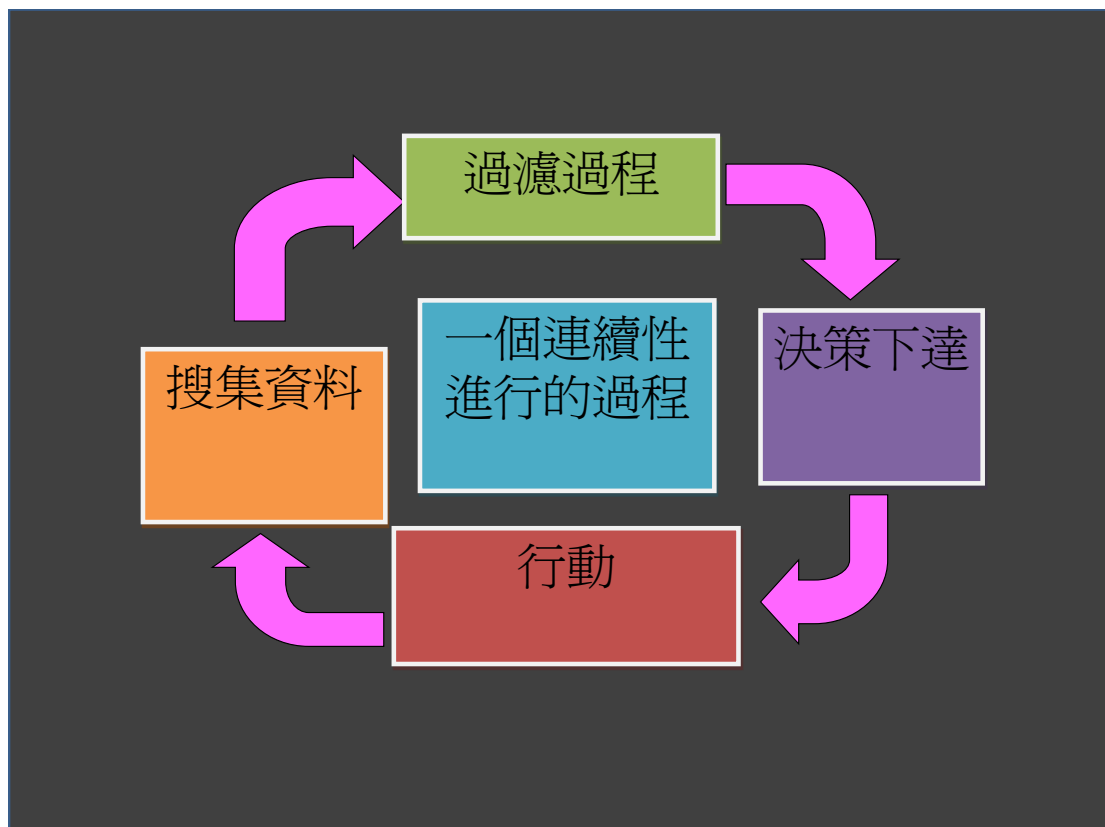 過濾過程
一個連續性
進行的過程
決策下達
搜集資料
行動